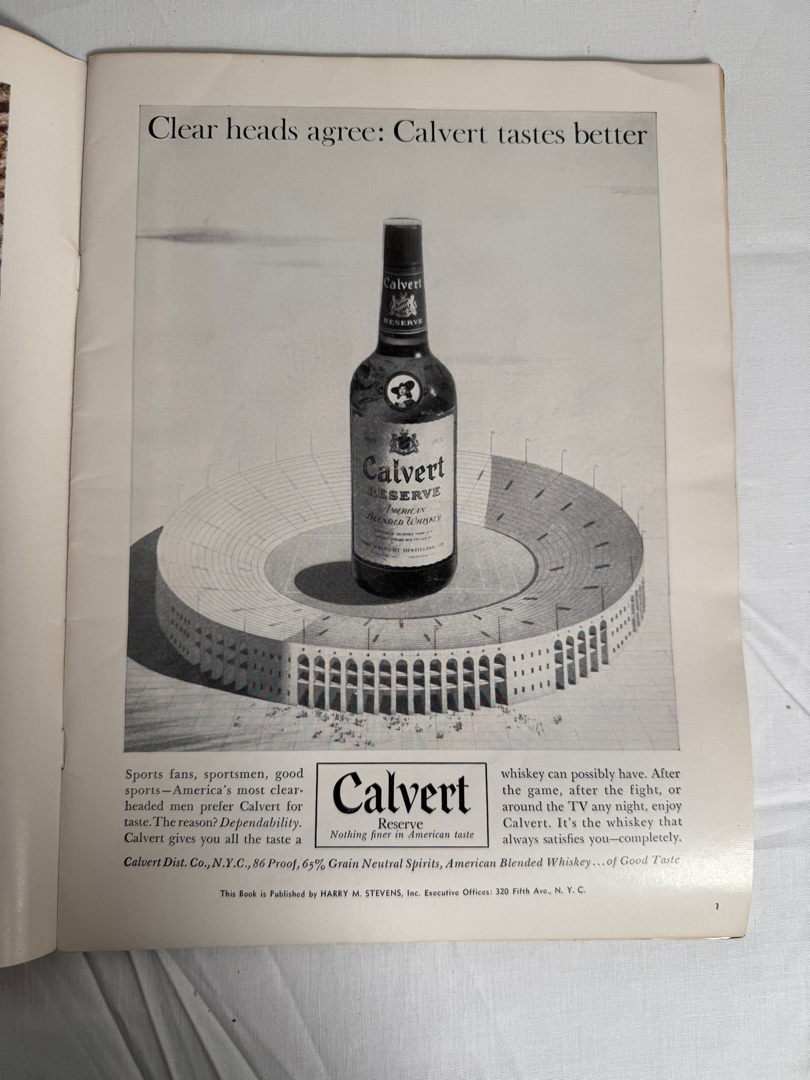 Clear heads agree: Calvert tastes better
Calvert
RESERVE
Calvert
RESERVE
AMERICAN
BLENDED WHISKEY
Sports fans, sportsmen, good
sports—America's most clear-
headed men prefer Calvert for
taste. The reason? Dependability.
Calvert gives you all the taste a
Calvert
Reserve
Nothing finer in American taste
whiskey can possibly have. After
the game, after the fight, or
around the TV any night, enjoy
Calvert. It's the whiskey that
always satisfies you—completely.
Calvert Dist. Co., N.Y.C., 86 Proof, 65% Grain Neutral Spirits, American Blended Whiskey...of Good Taste
This Book is Published by HARRY M. STEVENS, Inc. Executive Offices: 320 Fifth Ave., N. Y. C.
1